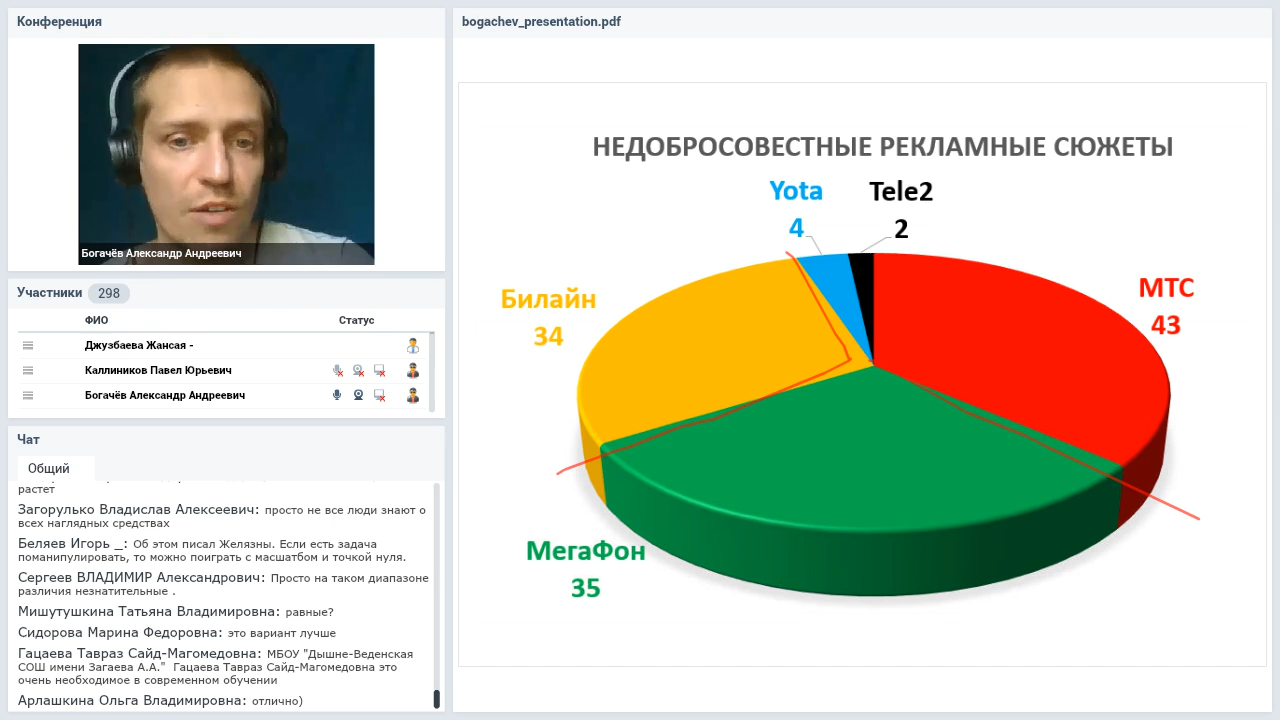 Конференция
Богачёв Александр Андреевич
Участники 298
ФИО Статус
Джузбаева Жансая -
Каллиников Павел Юрьевич
Богачёв Александр Андреевич
Чат
Общий
растет
Загорулько Владислав Алексеевич: просто не все люди знают о
всех наглядных средствах
Беляев Игорь _: Об этом писал Желязны. Если есть задача
поманипулировать, то можно поиграть с масшатбом и точкой нуля.
Сергеев ВЛАДИМИР Александрович: Просто на таком диапазоне
различия незнатительные .
Мишутушкина Татьяна Владимировна: равные?
Сидорова Марина Федоровна: это вариант лучше
Гацаева Тавраз Сайд-Магомедовна: МБОУ "Дышне-Веденская
СОШ имени Загаева А.А." Гацаева Тавраз Сайд-Магомедовна это
очень необходимое в современном обучении
Арлашкина Ольга Владимировна: отлично)
bogachev_presentation.pdf
НЕДОБРОСОВЕСТНЫЕ РЕКЛАМНЫЕ СЮЖЕТЫ
Yota
4
Tele2
2
Билайн
34
МТС
43
МегаФон
35